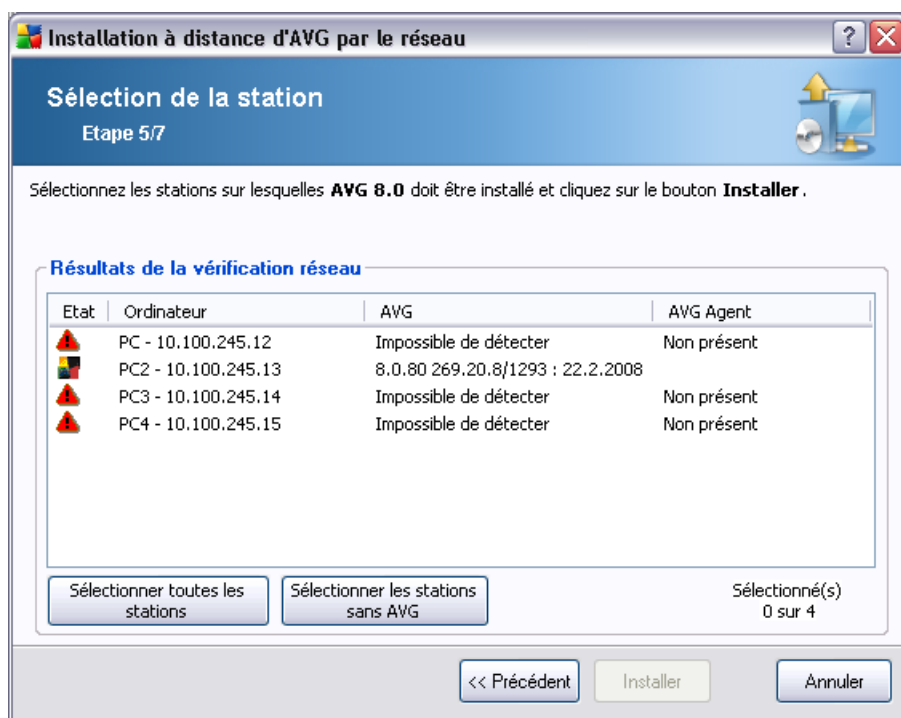 Installation à distance d'AVG par le réseau
Sélection de la station
Etape 5/7
Sélectionnez les stations sur lesquelles AVG 8.0 doit être installé et cliquez sur le bouton Installer.
Résultats de la vérification réseau
Etat Ordinateur AVG AVG Agent
PC - 10.100.245.12 Impossible de détecter Non présent
PC2 - 10.100.245.13 8.0.80 269.20.8/1293 : 22.2.2008
PC3 - 10.100.245.14 Impossible de détecter Non présent
PC4 - 10.100.245.15 Impossible de détecter Non présent
Sélectionner toutes les
stations
Sélectionner les stations
sans AVG
Sélectionné(s)
0 sur 4
<< Précédent Installer Annuler